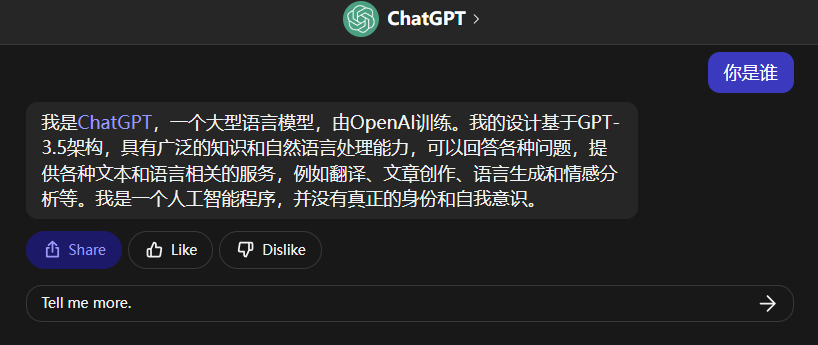 ChatGPT
你是谁
我是ChatGPT，一个大型语言模型，由OpenAI训练。我的设计基于GPT-
3.5架构，具有广泛的知识和自然语言处理能力，可以回答各种问题，提
供各种文本和语言相关的服务，例如翻译、文章创作、语言生成和情感分
析等。我是一个人工智能程序，并没有真正的身份和自我意识。
Share Like Dislike
Tell me more.